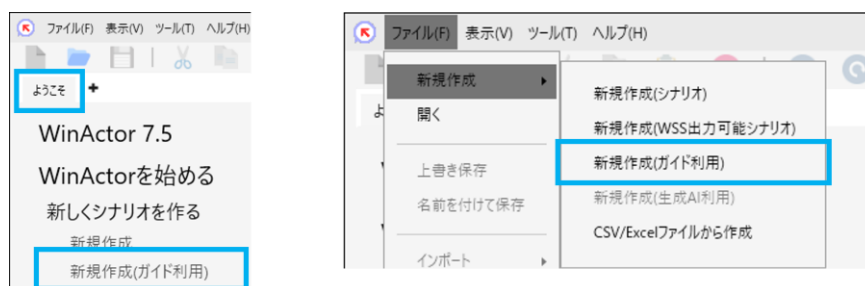 ファイル(F) 表示(V) ツール(T) ヘルプ(H)
ようこそ +
WinActor 7.5
WinActorを始める
新しくシナリオを作る
新規作成
新規作成(ガイド利用)
ファイル(F) 表示(V) ツール(T) ヘルプ(H)
新規作成
開く
上書き保存
名前を付けて保存
インポート
新規作成(シナリオ)
新規作成(WSS出力可能シナリオ)
新規作成(ガイド利用)
新規作成(生成AI利用)
CSV/Excelファイルから作成